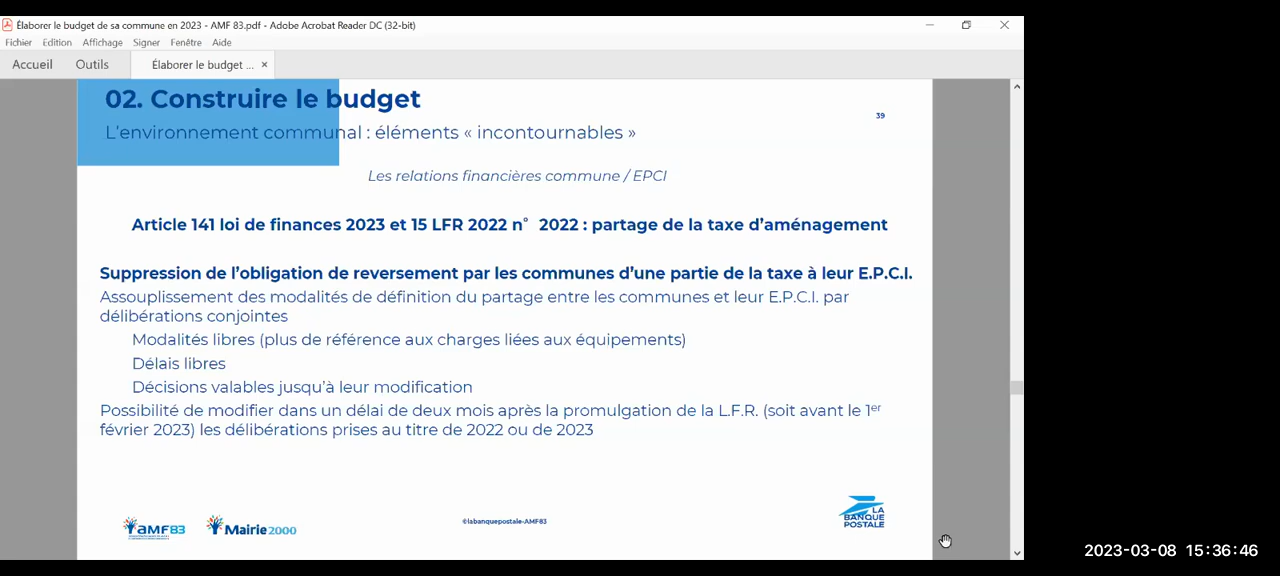 Élaborer le budget de sa commune en 2023 - AMF 83.pdf - Adobe Acrobat Reader DC (32-bit)
Fichier Edition Affichage Signer Fenêtre Aide
Accueil Outils Élaborer le budget ... ×
02. Construire le budget
39
L'environnement communal : éléments « incontournables »
Les relations financières commune / EPCI
Article 141 loi de finances 2023 et 15 LFR 2022 n° 2022 : partage de la taxe d'aménagement
Suppression de l'obligation de reversement par les communes d'une partie de la taxe à leur E.P.C.I.
Assouplissement des modalités de définition du partage entre les communes et leur E.P.C.I. par
délibérations conjointes
Modalités libres (plus de référence aux charges liées aux équipements)
Délais libres
Décisions valables jusqu'à leur modification
Possibilité de modifier dans un délai de deux mois après la promulgation de la L.F.R. (soit avant le 1er
février 2023) les délibérations prises au titre de 2022 ou de 2023
AMF83
Mairie2000
©labanquepostale-AMF83
LA
BANQUE
POSTALE
2023-03-08 15:36:46